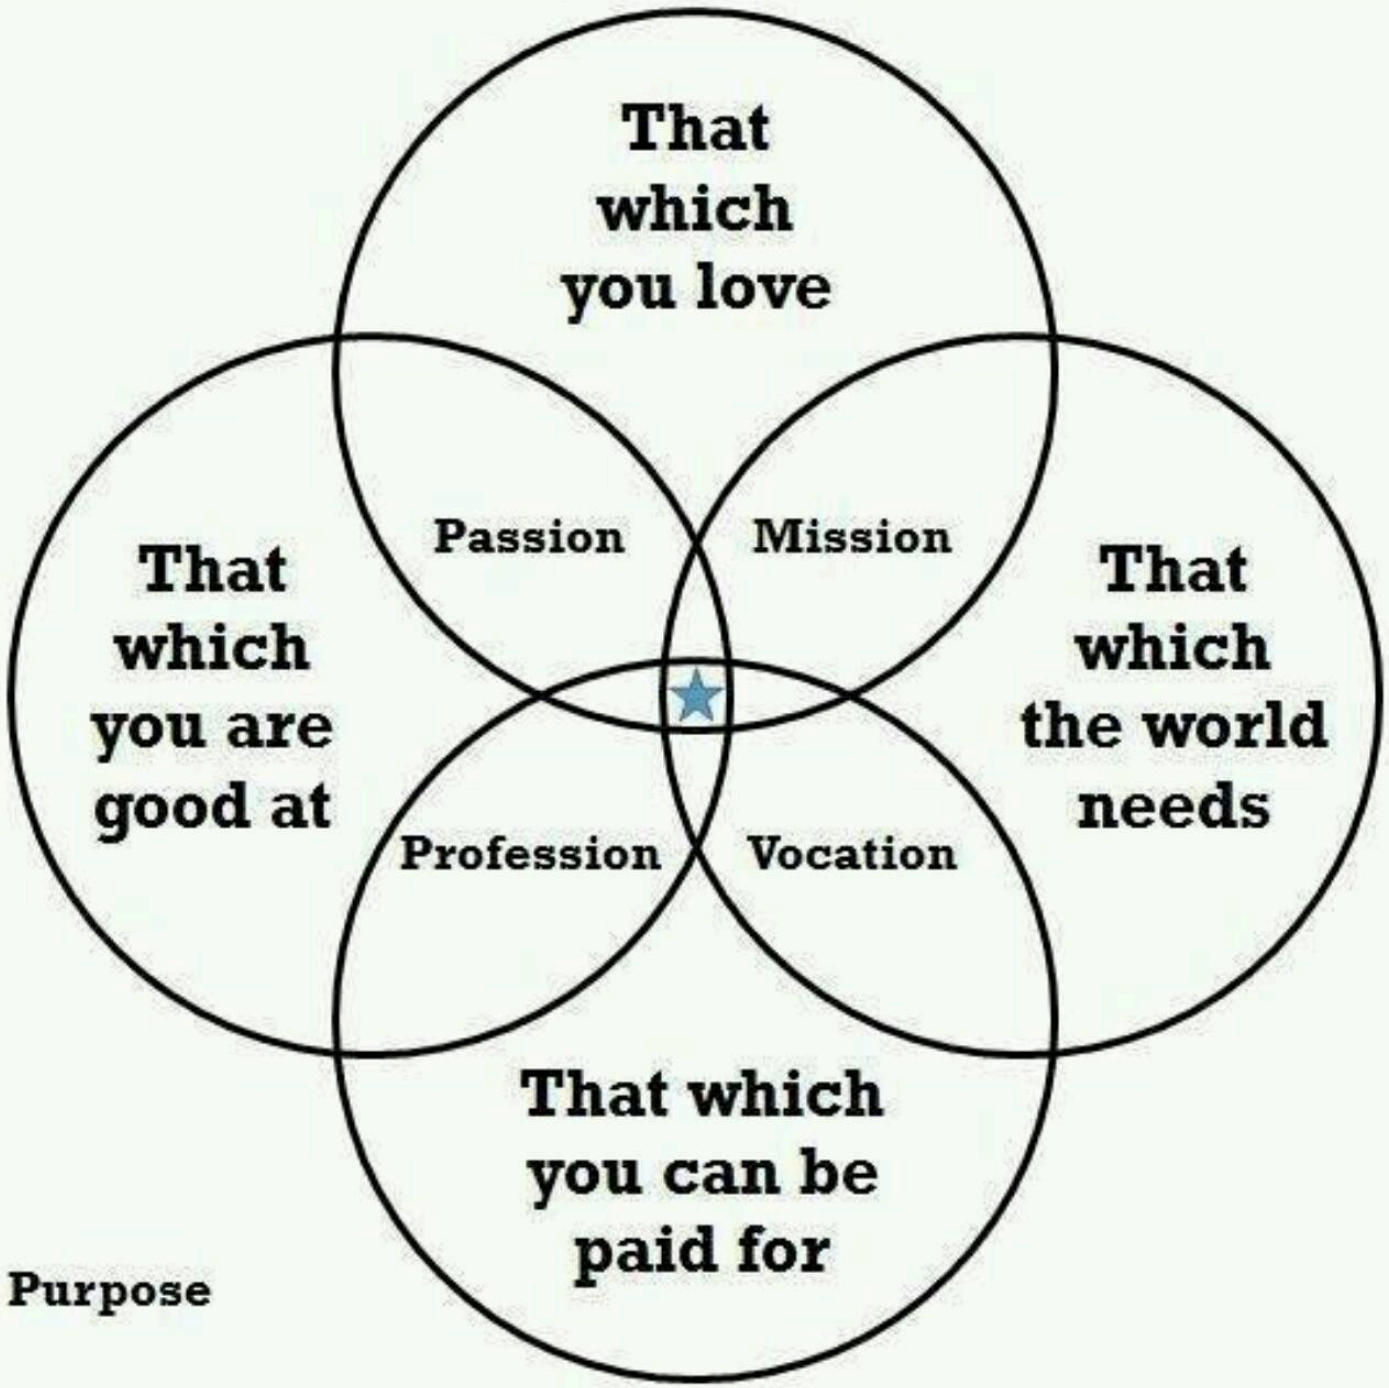 That
which
you love
Passion
Mission
That
which
you are
good at
That
which
the world
needs
Profession
Vocation
That which
you can be
paid for
Purpose